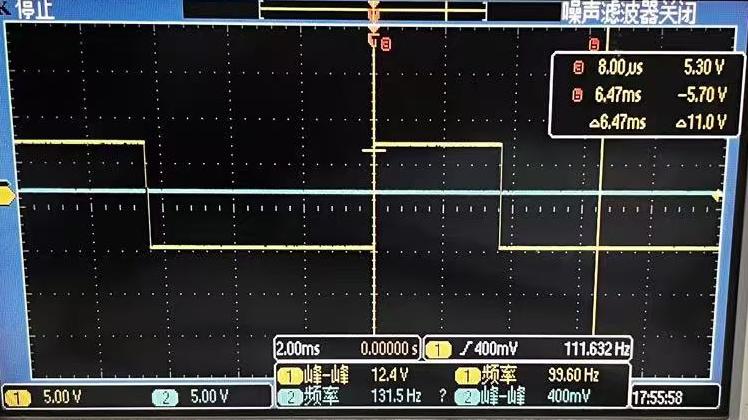 停止 噪声滤波器关闭
a b
a 8.00µs 5.30 V
b 6.47ms −5.70 V
△6.47ms △11.0 V
2.00ms 0.00000 s 1 400mV 111.632 Hz
1 峰−峰 12.4 V 1 频率 99.60 Hz
1 5.00 V 2 5.00 V 2 频率 131.5 Hz ? 2 峰−峰 400mV 17:55:58